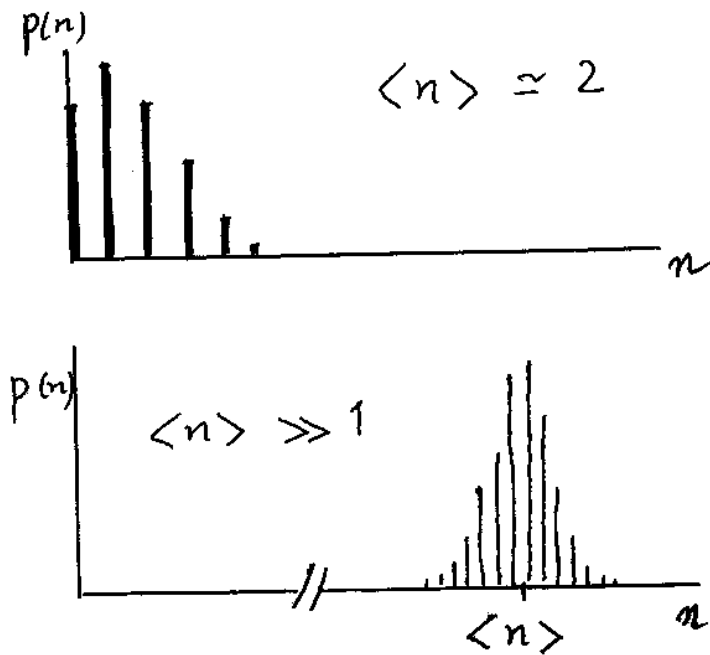 p(n)
<n> ≃ 2
n
p(n)
<n> >> 1
n
<n>